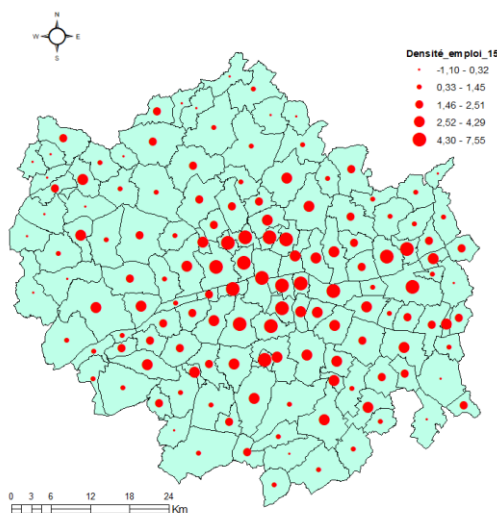 N
W E
S
Densité_emploi_15
-1,10 - 0,32
0,33 - 1,45
1,46 - 2,51
2,52 - 4,29
4,30 - 7,55
0 3 6 12 18 24
Km